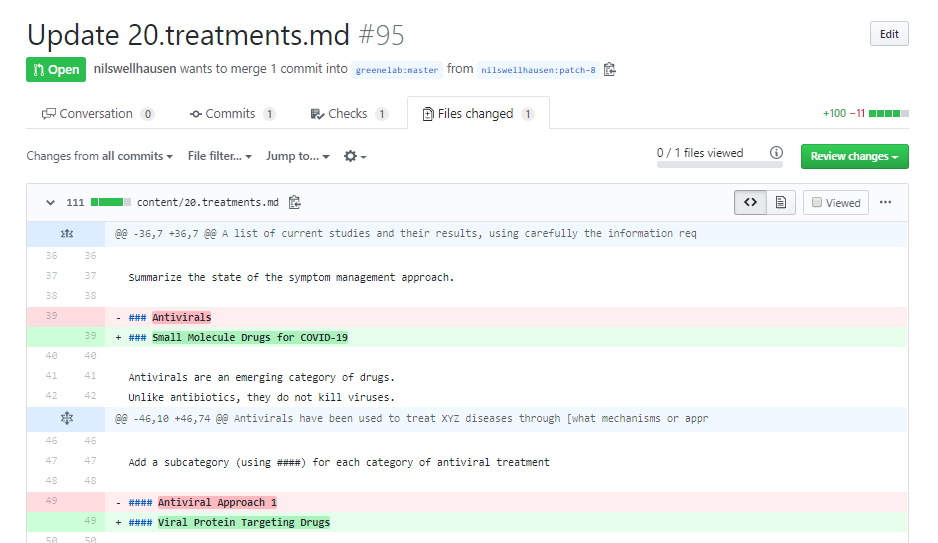 Update 20.treatments.md #95
Edit
Open nilswellhausen wants to merge 1 commit into greenelab:master from nilswellhausen:patch-8
Conversation 0 Commits 1 Checks 1 Files changed 1 +100 −11
Changes from all commits File filter... Jump to... 0 / 1 files viewed Review changes
111 content/20.treatments.md <> Viewed ...
@@ -36,7 +36,7 @@ A list of current studies and their results, using carefully the information req
36 36
37 37 Summarize the state of the symptom management approach.
38 38
39 - ### Antivirals
39 + ### Small Molecule Drugs for COVID-19
40 40
41 41 Antivirals are an emerging category of drugs.
42 42 Unlike antibiotics, they do not kill viruses.
@@ -46,10 +46,74 @@ Antivirals have been used to treat XYZ diseases through [what mechanisms or appr
46 46
47 47 Add a subcategory (using ####) for each category of antiviral treatment
48 48
49 - #### Antiviral Approach 1
49 + #### Viral Protein Targeting Drugs
50 50